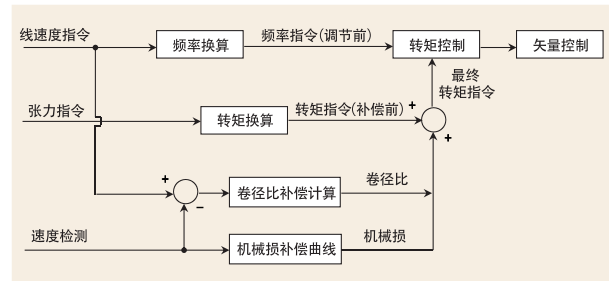 线速度指令
频率换算
频率指令(调节前)
转矩控制
矢量控制
最终
转矩指令
张力指令
转矩换算
转矩指令(补偿前)
+
+
+
卷径比补偿计算
卷径比
−
速度检测
机械损补偿曲线
机械损